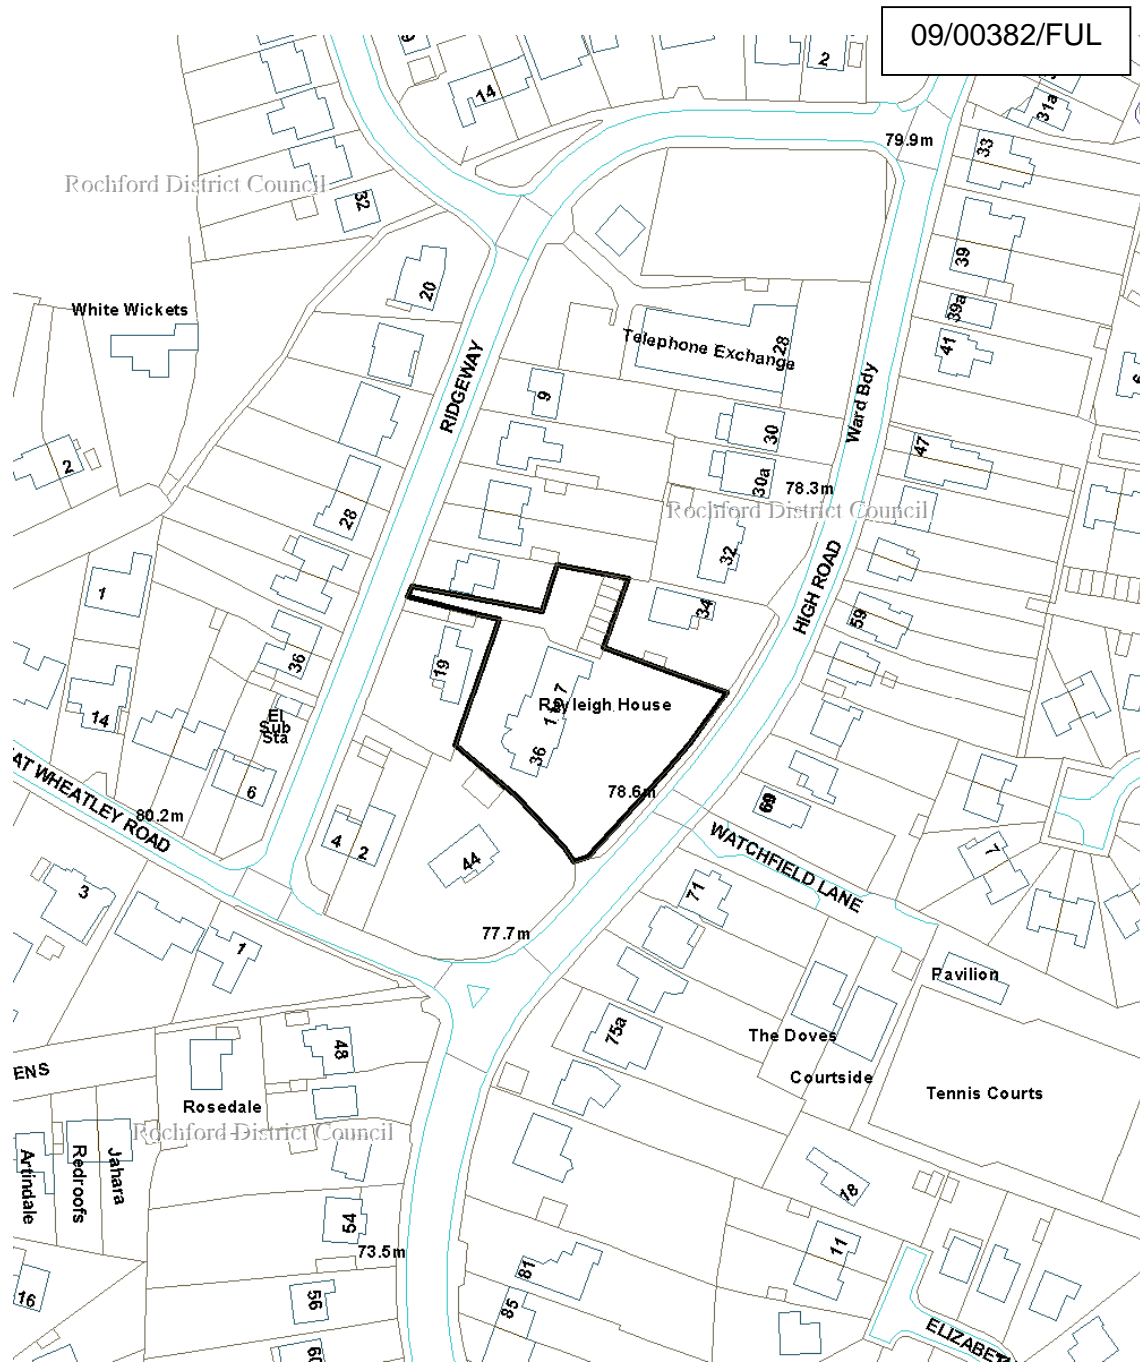 09/00382/FUL
2
14
31a
79.9m
33
Rochford District Council
32
39
20
White Wickets
39a
Telephone Exchange
28
41
RIDGEWAY
9
Ward Bdy
30
47
2
30a
78.3m
28
Rochford District Council
32
HIGH ROAD
1
34
59
36
19
14
Rayleigh House
El
Sub
Sta
36
6
78.6m
69
AT WHEATLEY ROAD
80.2m
4
2
WATCHFIELD LANE
7
44
3
71
1
77.7m
Pavilion
75a
The Doves
48
Courtside
ENS
Tennis Courts
Rosedale
Rochford District Council
Artindale
Redroofs
Jahara
18
54
73.5m
11
81
16
56
85
ELIZABET
60